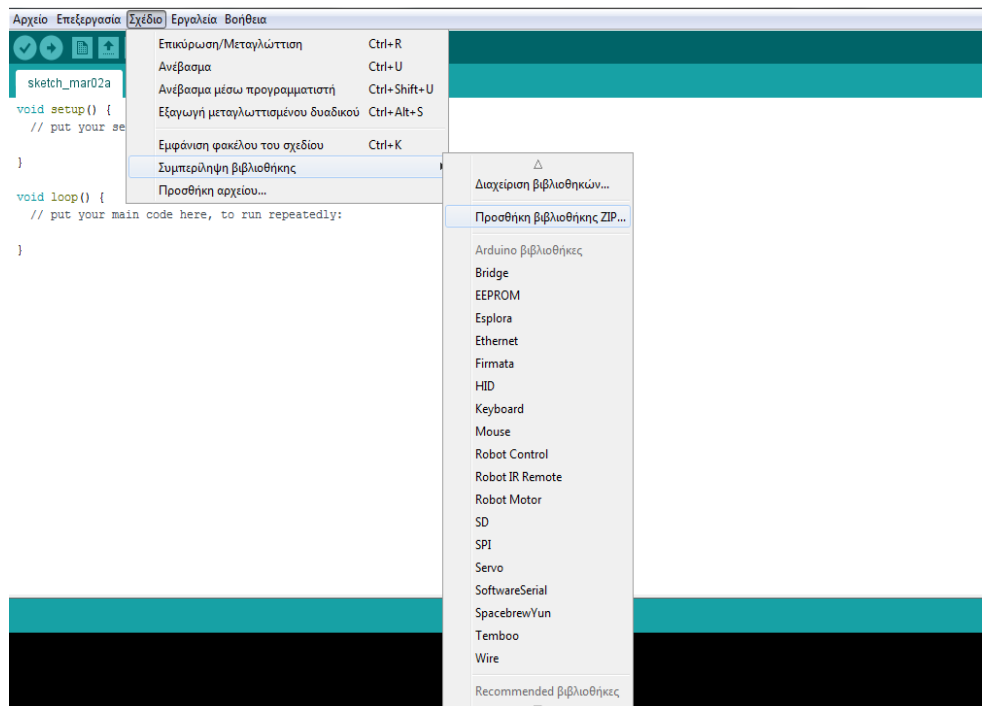 Αρχείο Επεξεργασία Σχέδιο Εργαλεία Βοήθεια
Επικύρωση/Μεταγλώττιση Ctrl+R
Ανέβασμα Ctrl+U
Ανέβασμα μέσω προγραμματιστή Ctrl+Shift+U
Εξαγωγή μεταγλωττισμένου δυαδικού Ctrl+Alt+S
Εμφάνιση φακέλου του σχεδίου Ctrl+K
Συμπερίληψη βιβλιοθήκης
Προσθήκη αρχείου...
sketch_mar02a
void setup() {
// put your se
}
void loop() {
// put your main code here, to run repeatedly:
}
Διαχείριση βιβλιοθηκών...
Προσθήκη βιβλιοθήκης ZIP...
Arduino βιβλιοθήκες
Bridge
EEPROM
Esplora
Ethernet
Firmata
HID
Keyboard
Mouse
Robot Control
Robot IR Remote
Robot Motor
SD
SPI
Servo
SoftwareSerial
SpacebrewYun
Temboo
Wire
Recommended βιβλιοθήκες